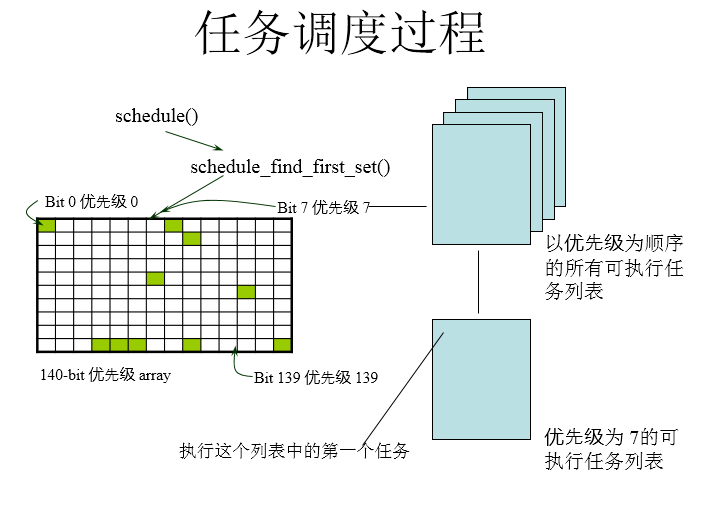 任务调度过程
schedule()
schedule_find_first_set()
Bit 0 优先级 0
Bit 7 优先级 7
以优先级为顺序
的所有可执行任
务列表
140-bit 优先级 array
Bit 139 优先级 139
执行这个列表中的第一个任务
优先级为 7的可
执行任务列表